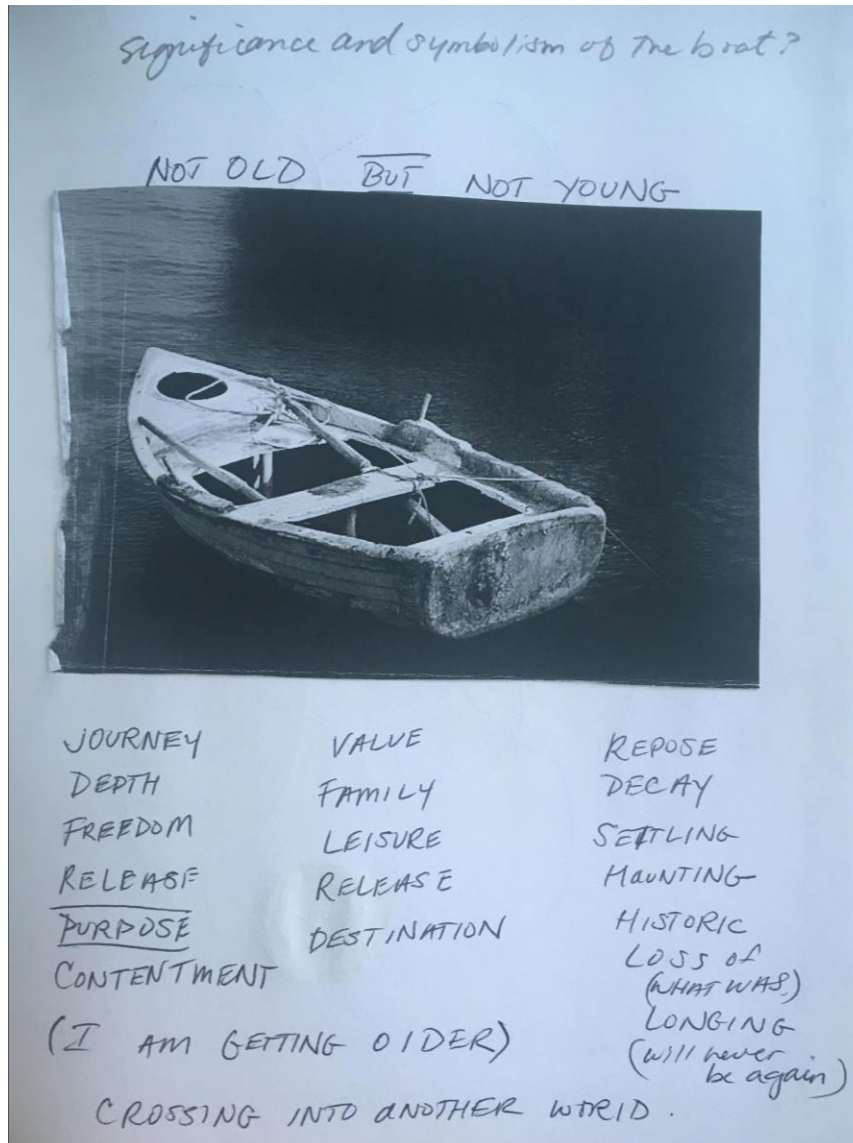 significance and symbolism of the boat?
NOT OLD BUT NOT YOUNG
JOURNEY
DEPTH
FREEDOM
RELEASE
PURPOSE
CONTENTMENT
VALUE
FAMILY
LEISURE
RELEASE
DESTINATION
REPOSE
DECAY
SETTLING
HAUNTING
HISTORIC
LOSS OF
(WHAT WAS,)
LONGING
(will never
be again)
(I AM GETTING OlDER)
CROSSING INTO ANOTHER WORlD.